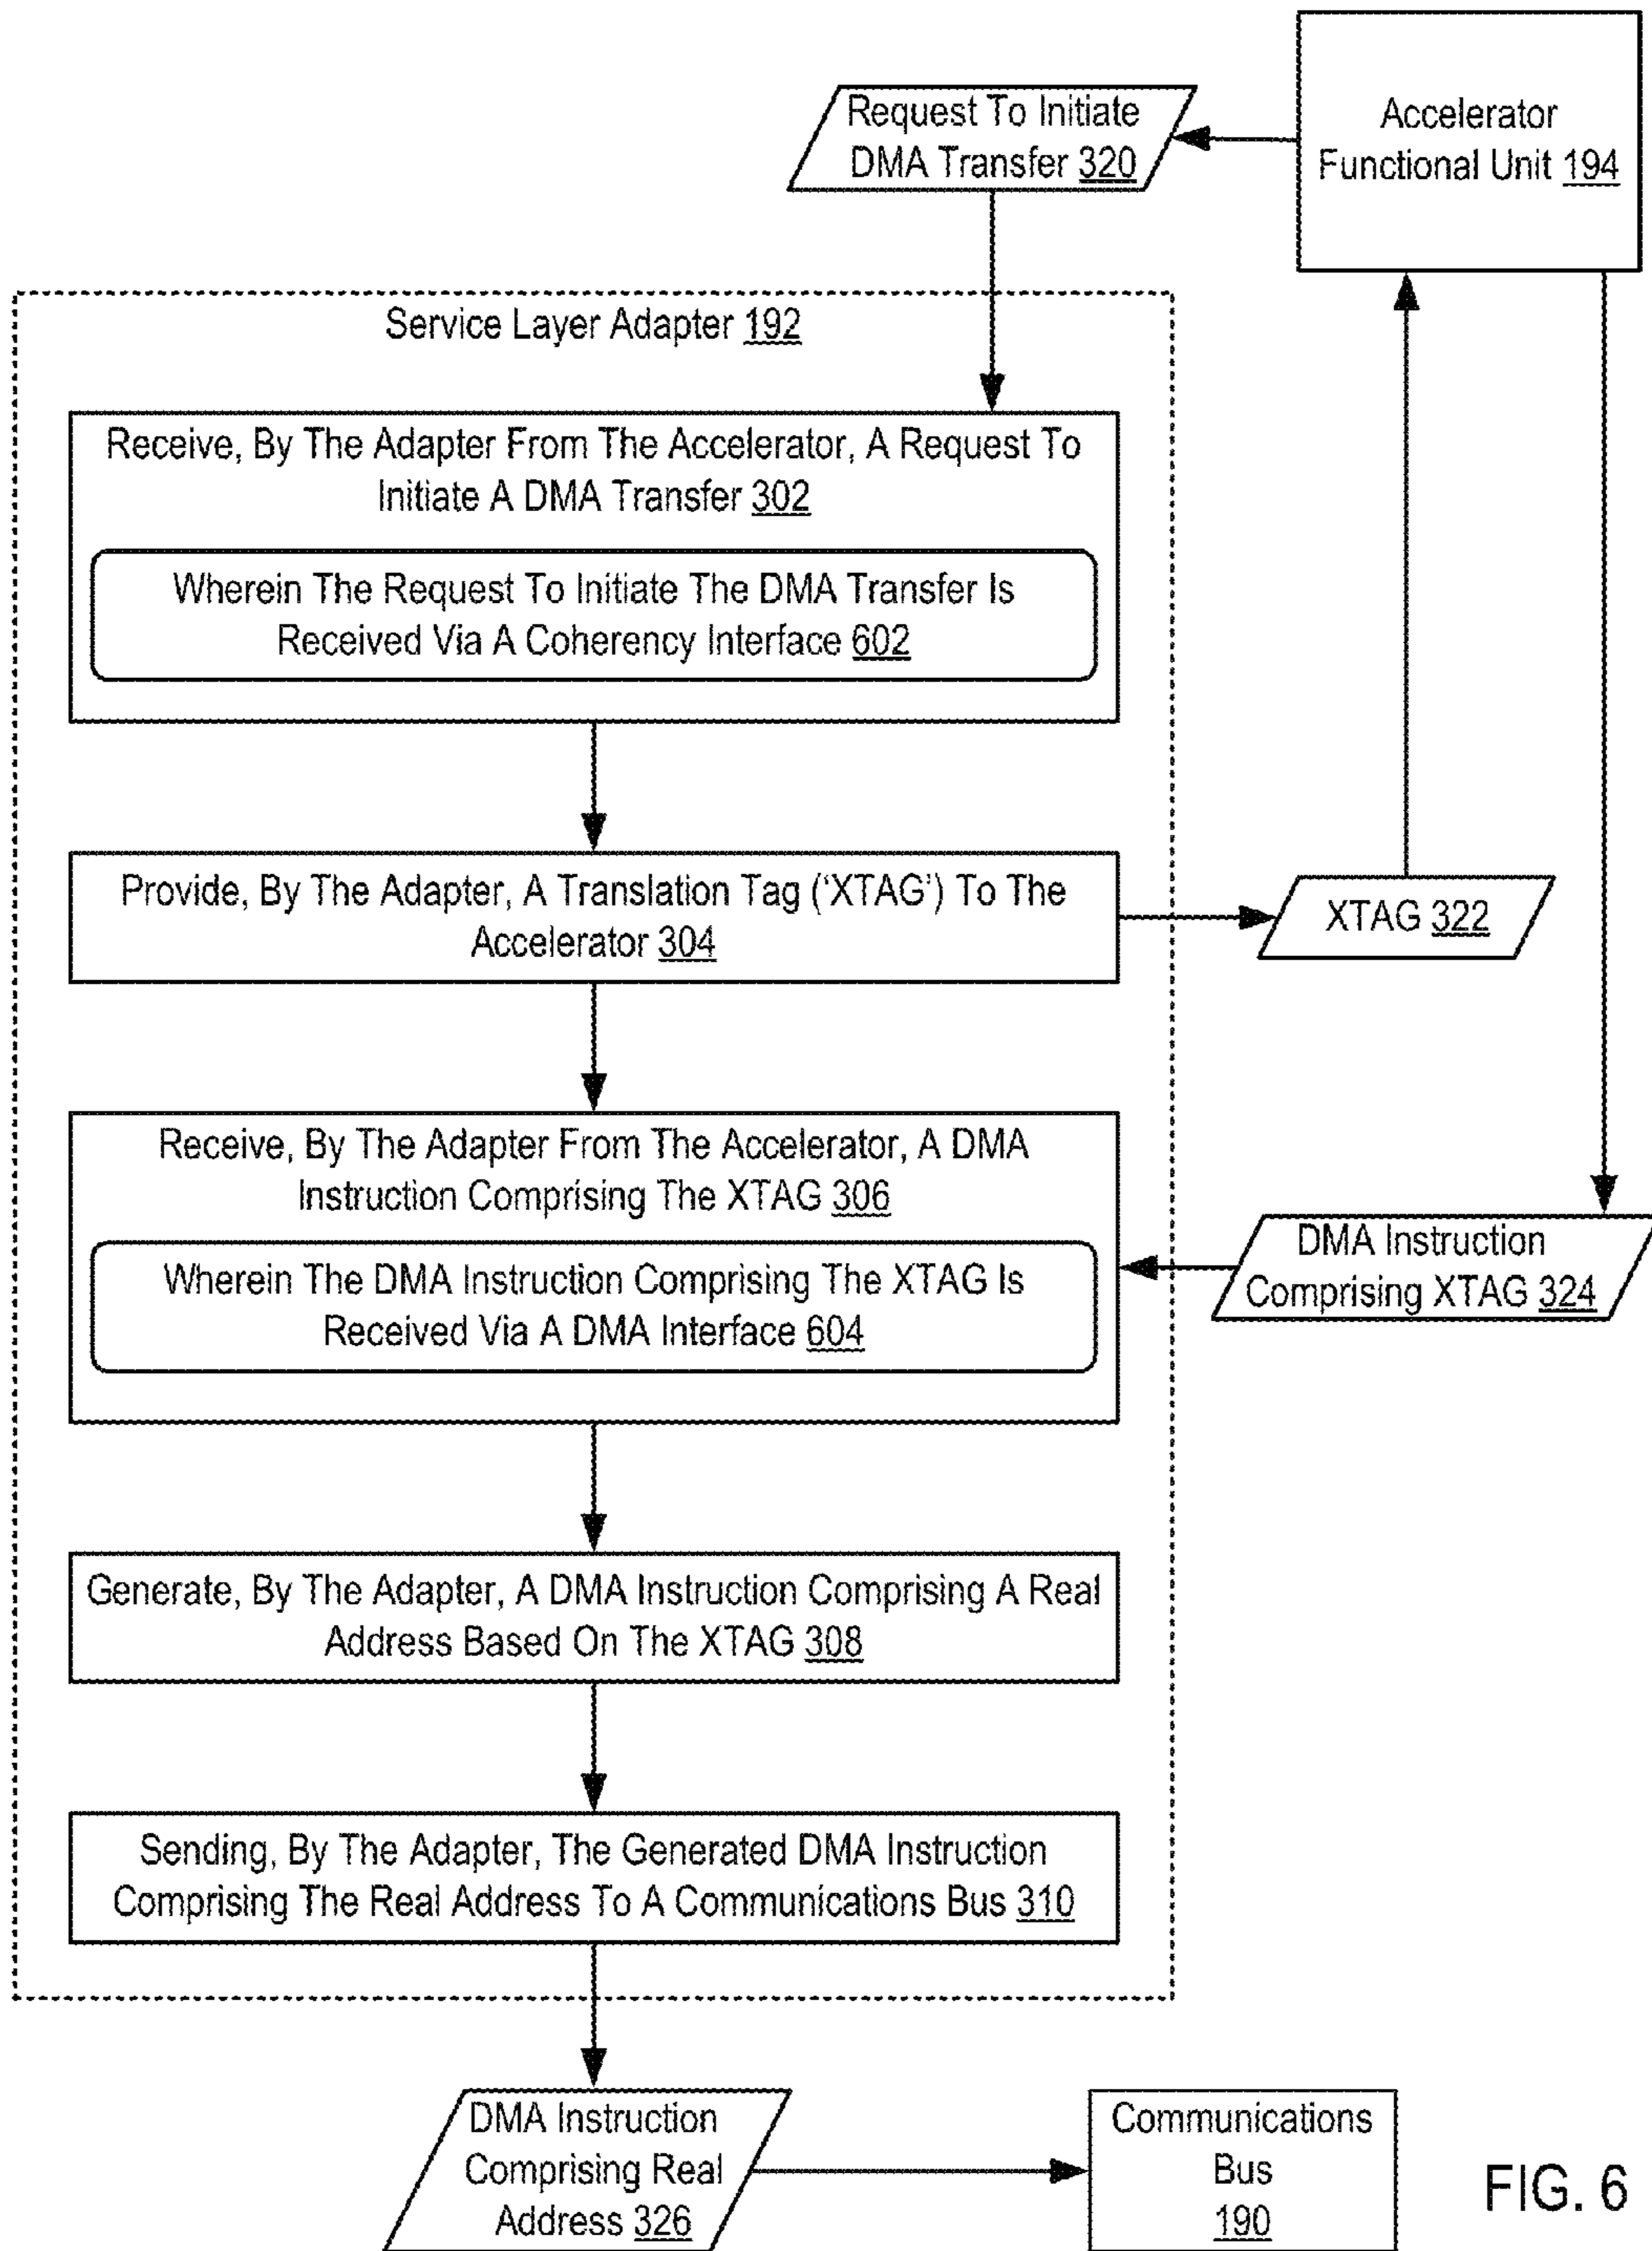 Accelerator
Functional Unit 194
Request To Initiate
DMA Transfer 320
Service Layer Adapter 192
Receive, By The Adapter From The Accelerator, A Request To
Initiate A DMA Transfer 302
Wherein The Request To Initiate The DMA Transfer Is
Received Via A Coherency Interface 602
Provide, By The Adapter, A Translation Tag (‘XTAG’) To The
Accelerator 304
XTAG 322
Receive, By The Adapter From The Accelerator, A DMA
Instruction Comprising The XTAG 306
Wherein The DMA Instruction Comprising The XTAG Is
Received Via A DMA Interface 604
DMA Instruction
Comprising XTAG 324
Generate, By The Adapter, A DMA Instruction Comprising A Real
Address Based On The XTAG 308
Sending, By The Adapter, The Generated DMA Instruction
Comprising The Real Address To A Communications Bus 310
DMA Instruction
Comprising Real
Address 326
Communications
Bus
190
FIG. 6